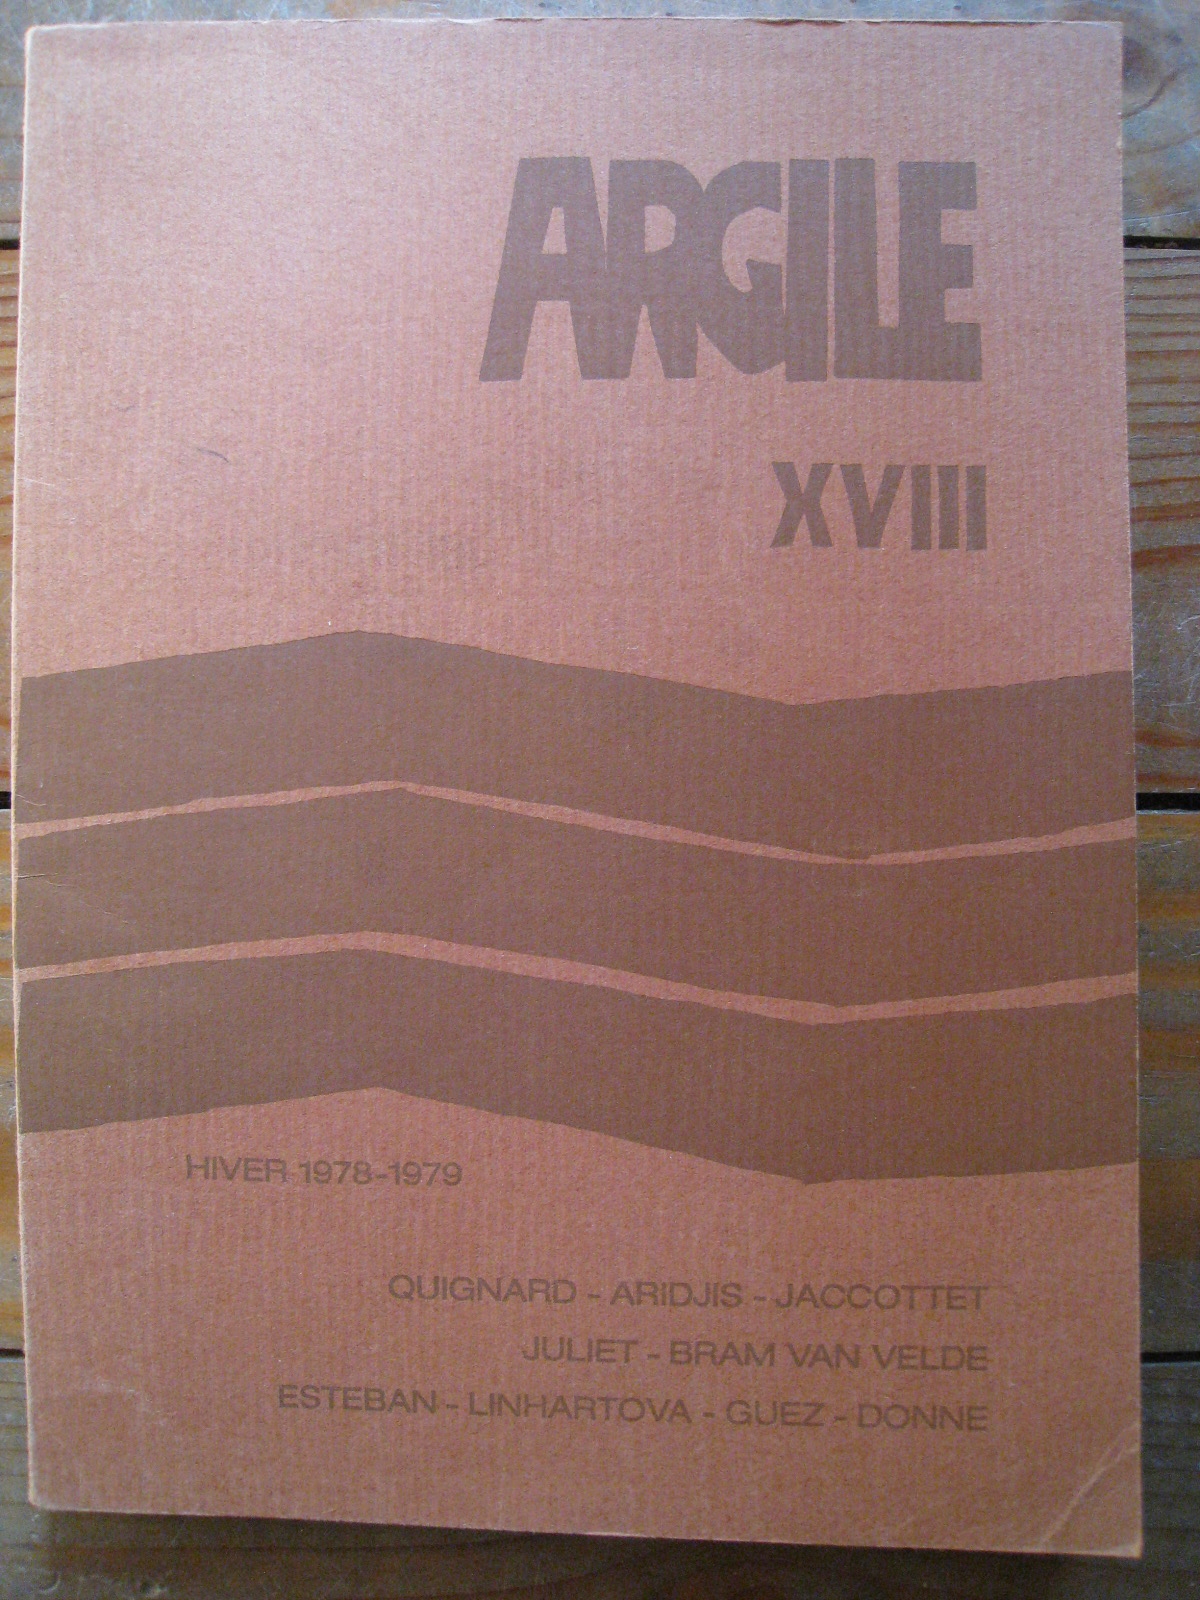 ARGILE
XVIII
HIVER 1978-1979
QUIGNARD - ARIDJIS - JACCOTTET
JULIET - BRAM VAN VELDE
ESTEBAN - LINHARTOVA - GUEZ - DONNE